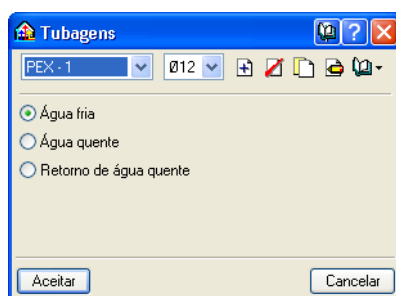 Tubagens
PEX - 1 Ø12
Água fria
Água quente
Retorno de água quente
Aceitar Cancelar